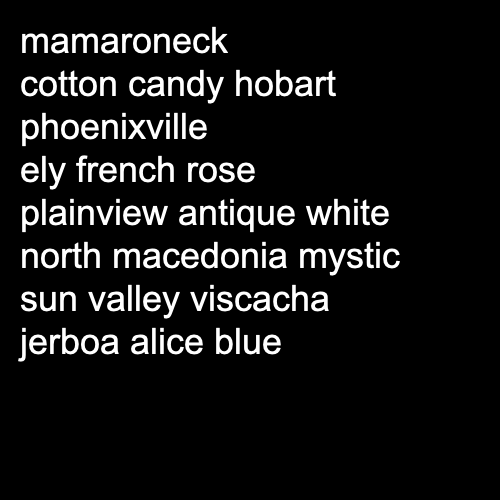 mamaroneck
cotton candy hobart
phoenixville
ely french rose
plainview antique white
north macedonia mystic
sun valley viscacha
jerboa alice blue